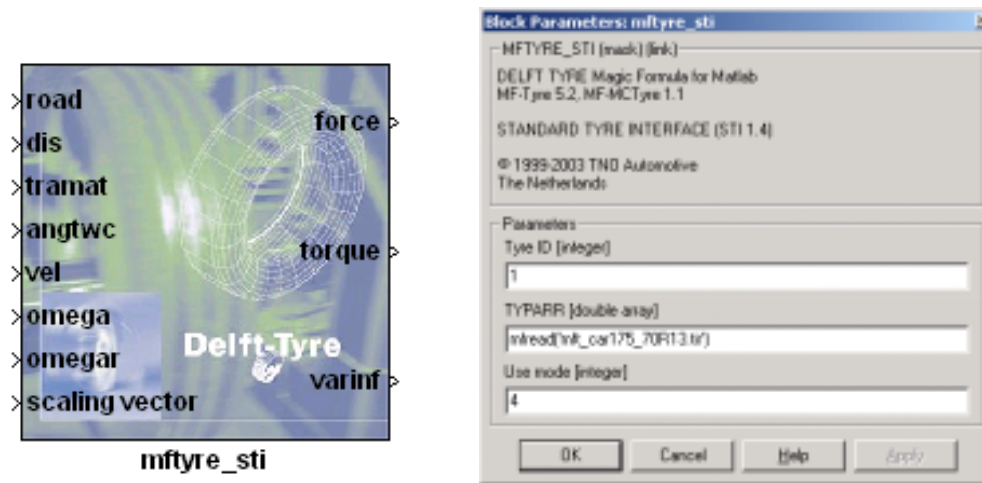 road
dis
tramat
angtwc
vel
omega
omegar
scaling vector
force
torque
varinf
Delft-Tyre
mftyre_sti
Block Parameters: mftyre_sti
MFTYRE_STI (mask) (link)
DELFT TYRE Magic Formula for Matlab
MF-Tyre 5.2, MF-MCTyre 1.1
STANDARD TYRE INTERFACE (STI 1.4)
© 1999-2003 TNO Automotive
The Netherlands
Parameters
Tyre ID [integer]
1
TYPARR [double array]
mfread('mft_car175_70R13.tir')
Use mode [integer]
4
OK Cancel Help Apply